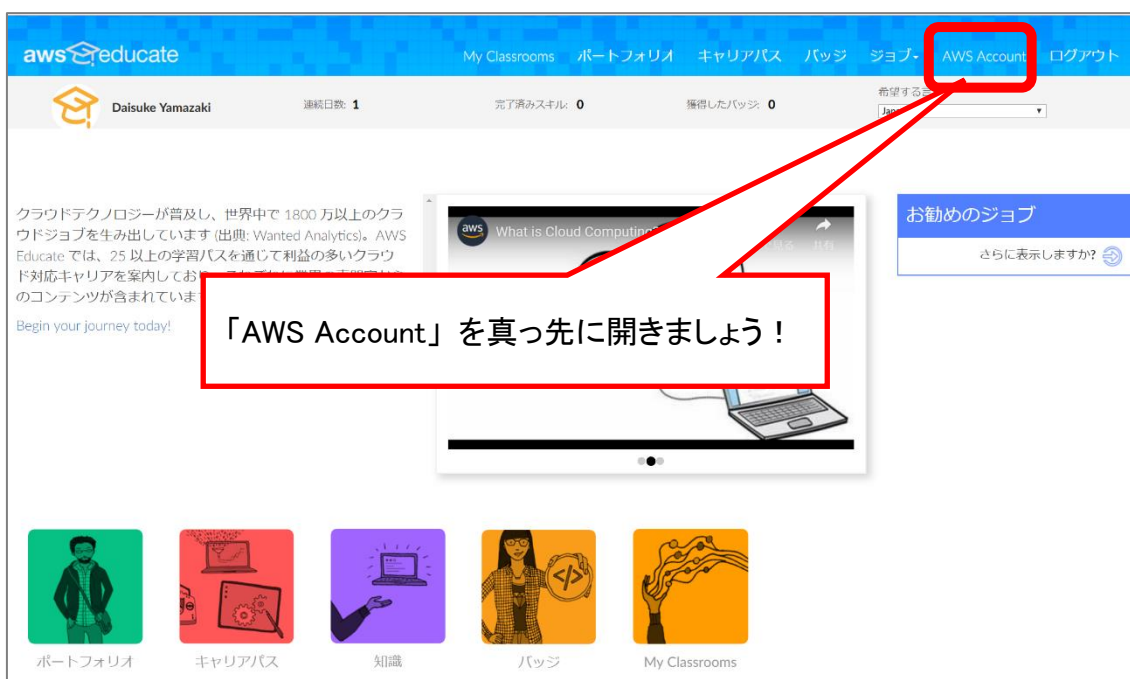 aws educate
My Classrooms ポートフォリオ キャリアパス バッジ ジョブ AWS Account ログアウト
Daisuke Yamazaki 連続日数: 1 完了済みスキル: 0 獲得したバッジ: 0
希望する言
Jap
クラウドテクノロジーが普及し、世界中で 1800 万以上のクラ
ウドジョブを生み出しています (出典: Wanted Analytics)。AWS
Educate では、25 以上の学習パスを通じて利益の多いクラウ
ド対応キャリアを案内しており
のコンテンツが含まれていま
Begin your journey today!
aws What is Cloud Computing?
共有
お勧めのジョブ
さらに表示しますか?
「AWS Account」を真っ先に開きましょう！
</>
ポートフォリオ キャリアパス 知識 バッジ My Classrooms